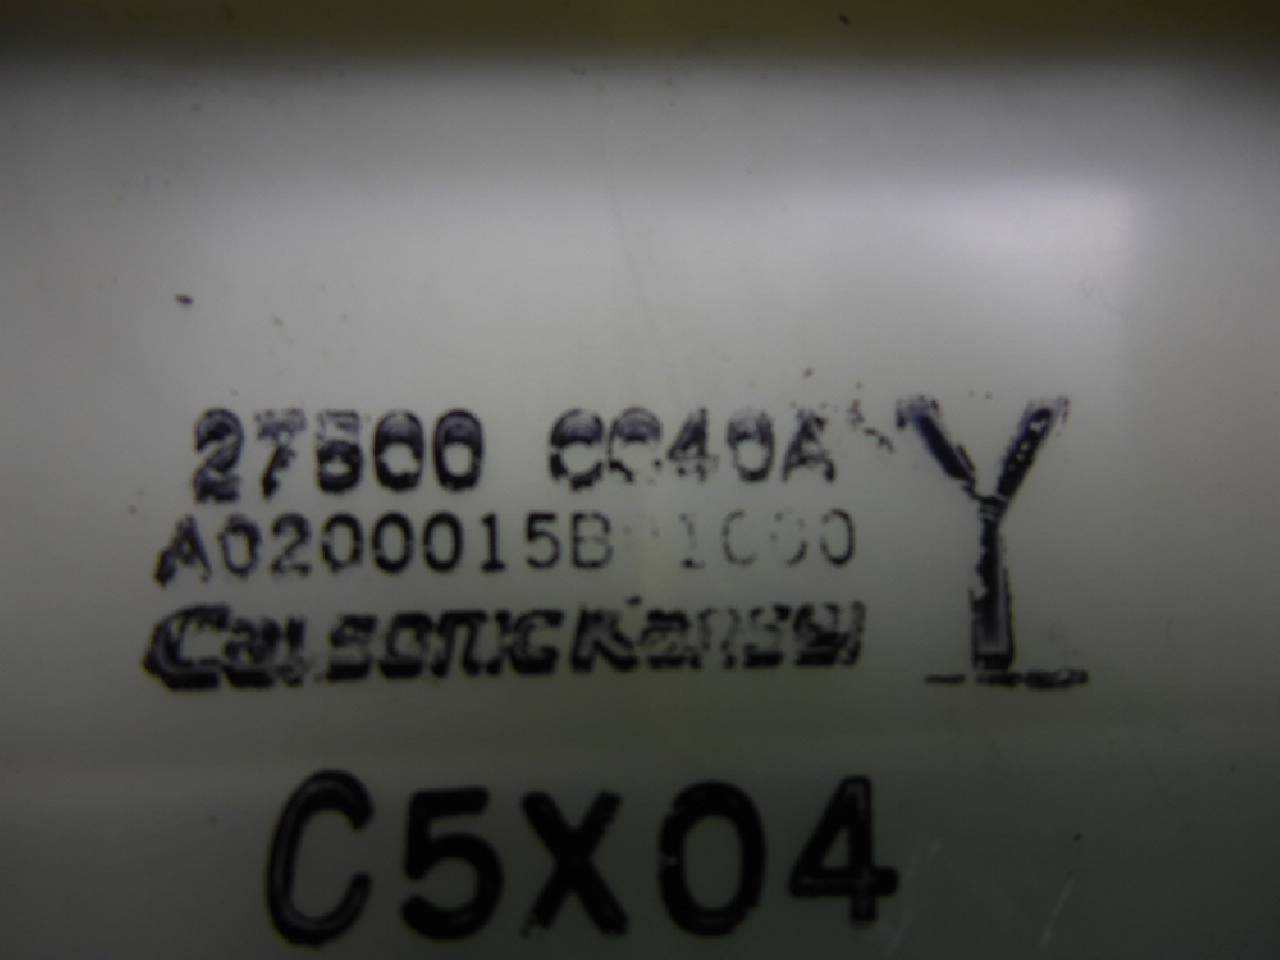 27500 CC40A Y
A0200015B 1000
CalsonicKansei
C5X04